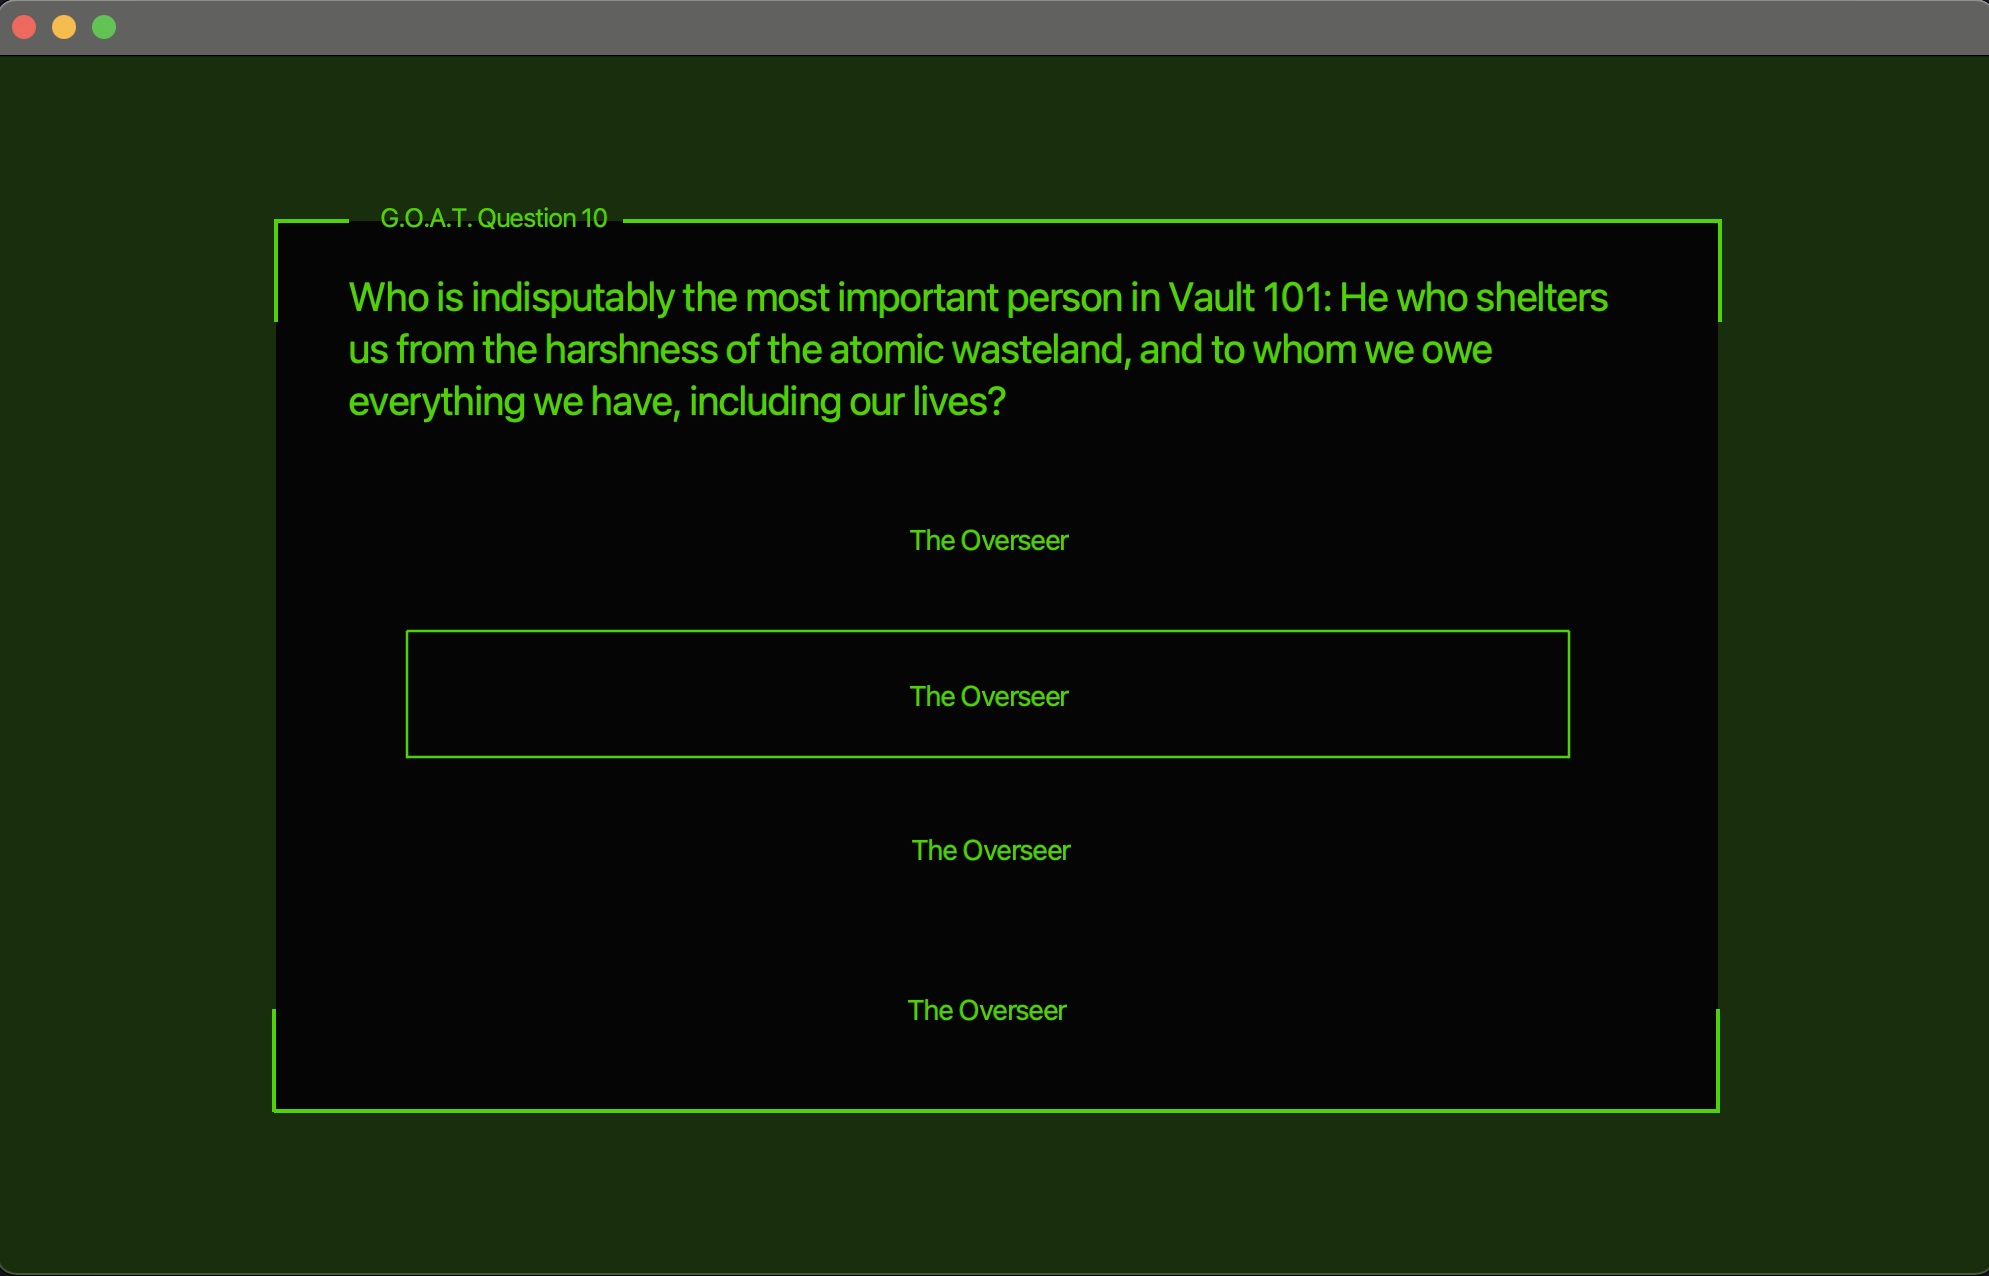 G.O.A.T. Question 10
Who is indisputably the most important person in Vault 101: He who shelters
us from the harshness of the atomic wasteland, and to whom we owe
everything we have, including our lives?
The Overseer
The Overseer
The Overseer
The Overseer